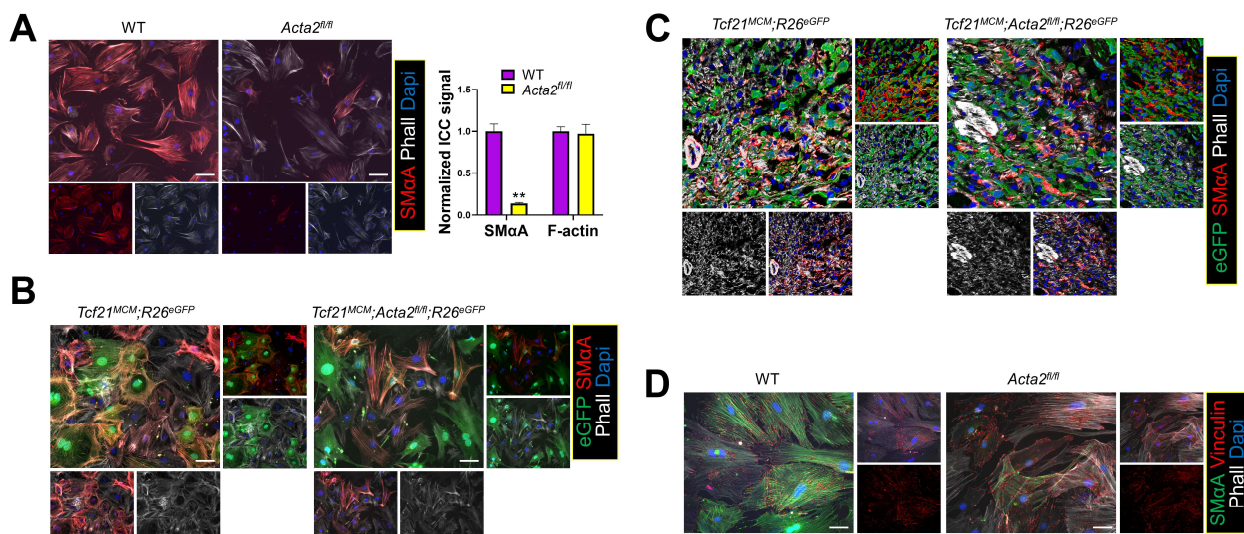 A
WT
Acta2fl/fl
SMαA Phall Dapi
WT
Acta2fl/fl
Normalized ICC signal
1.5
1.0
0.5
0.0
**
SMαA
F-actin
B
Tcf21MCM;R26eGFP
Tcf21MCM;Acta2fl/fl;R26eGFP
eGFP SMαA
Phall Dapi
C
Tcf21MCM;R26eGFP
Tcf21MCM;Acta2fl/fl;R26eGFP
eGFP SMαA Phall Dapi
D
WT
Acta2fl/fl
SMαA Vinculin
Phall Dapi